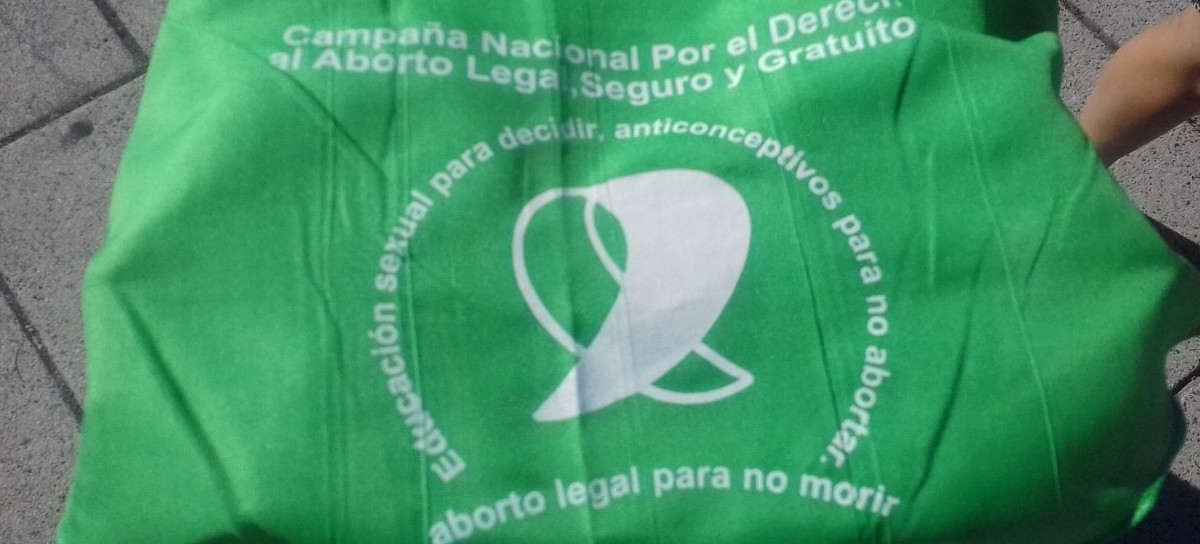 Campaña Nacional Por el Derech
al Aborto Legal, Seguro y Gratuito
Educación sexual para decidir, anticonceptivos para no abortar.
aborto legal para no morir